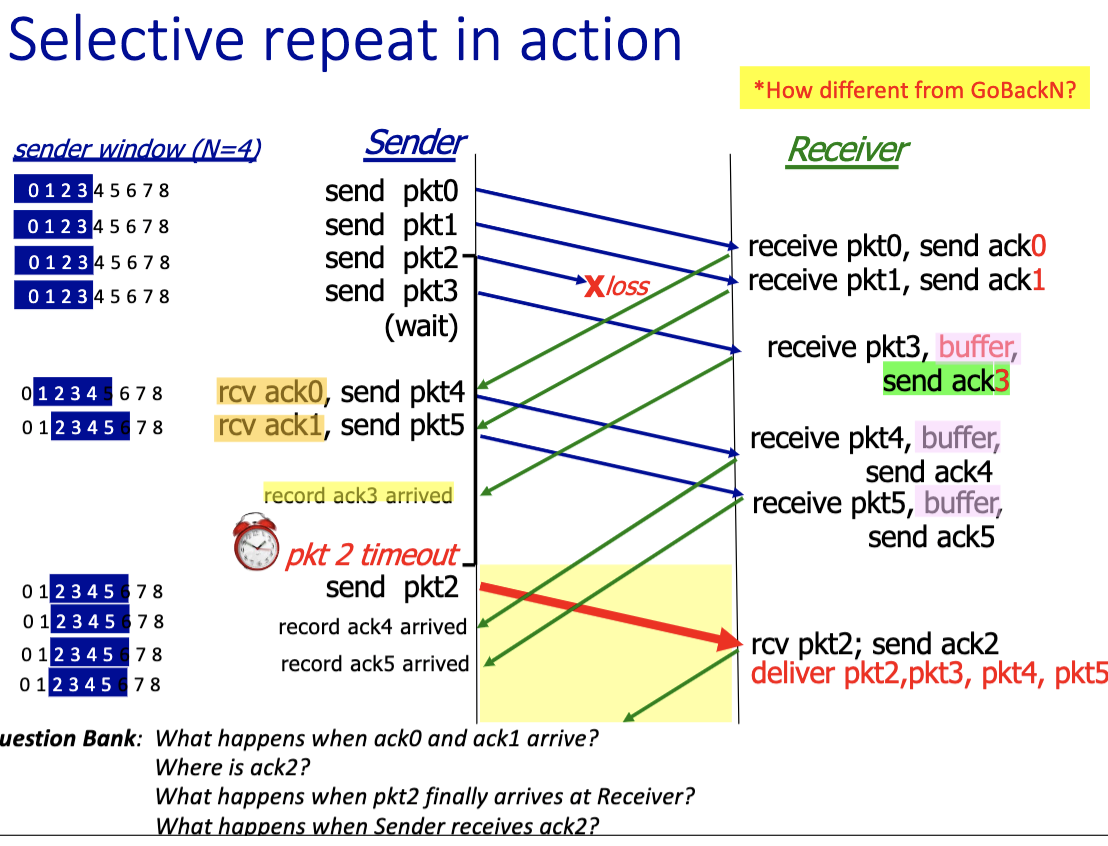 Selective repeat in action
*How different from GoBackN?
sender window (N=4)
Sender
Receiver
0 1 2 3 4 5 6 7 8
send pkt0
0 1 2 3 4 5 6 7 8
send pkt1
0 1 2 3 4 5 6 7 8
send pkt2
0 1 2 3 4 5 6 7 8
send pkt3
(wait)
X loss
receive pkt0, send ack0
receive pkt1, send ack1
receive pkt3, buffer,
send ack3
0 1 2 3 4 5 6 7 8
rcv ack0, send pkt4
0 1 2 3 4 5 6 7 8
rcv ack1, send pkt5
receive pkt4, buffer,
send ack4
record ack3 arrived
receive pkt5, buffer,
send ack5
pkt 2 timeout
0 1 2 3 4 5 6 7 8
send pkt2
0 1 2 3 4 5 6 7 8
record ack4 arrived
0 1 2 3 4 5 6 7 8
record ack5 arrived
0 1 2 3 4 5 6 7 8
rcv pkt2; send ack2
deliver pkt2,pkt3, pkt4, pkt5
uestion Bank: What happens when ack0 and ack1 arrive?
Where is ack2?
What happens when pkt2 finally arrives at Receiver?
What happens when Sender receives ack2?